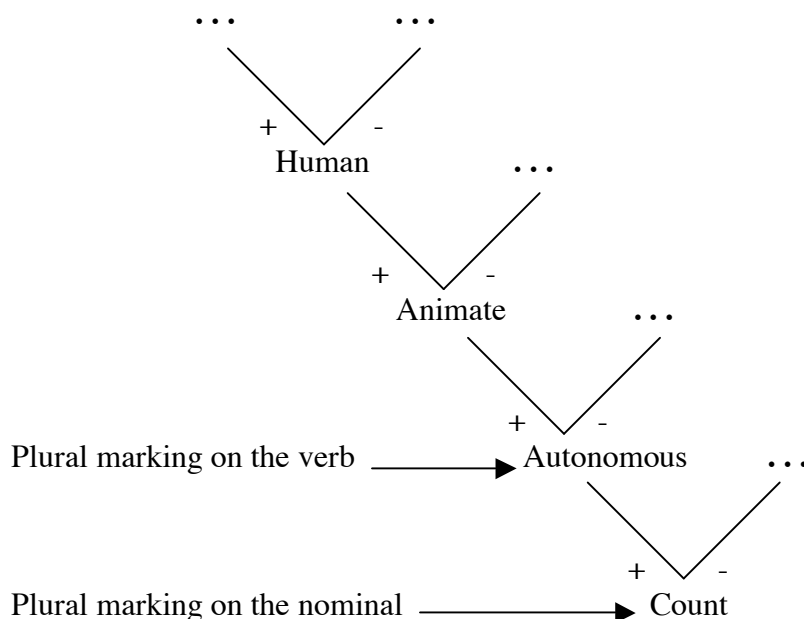 ... ...
+ -
Human ...
+ -
Animate ...
+ -
Plural marking on the verb Autonomous ...
+ -
Plural marking on the nominal Count